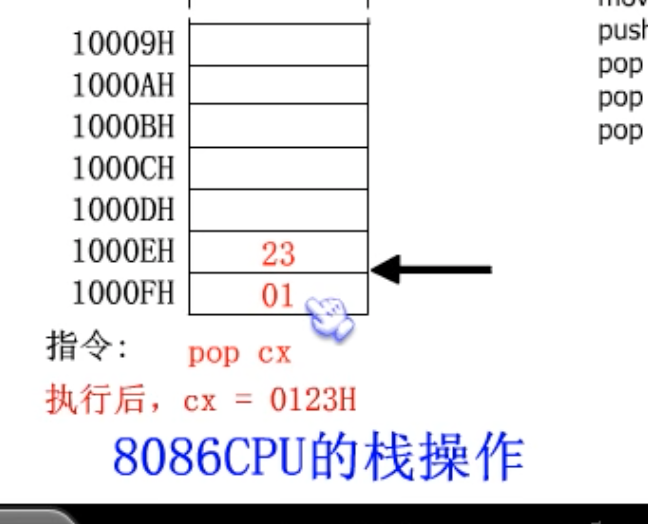 push
pop
pop
pop
10009H
1000AH
1000BH
1000CH
1000DH
1000EH 23
1000FH 01
指令: pop cx
执行后，cx = 0123H
8086CPU的栈操作